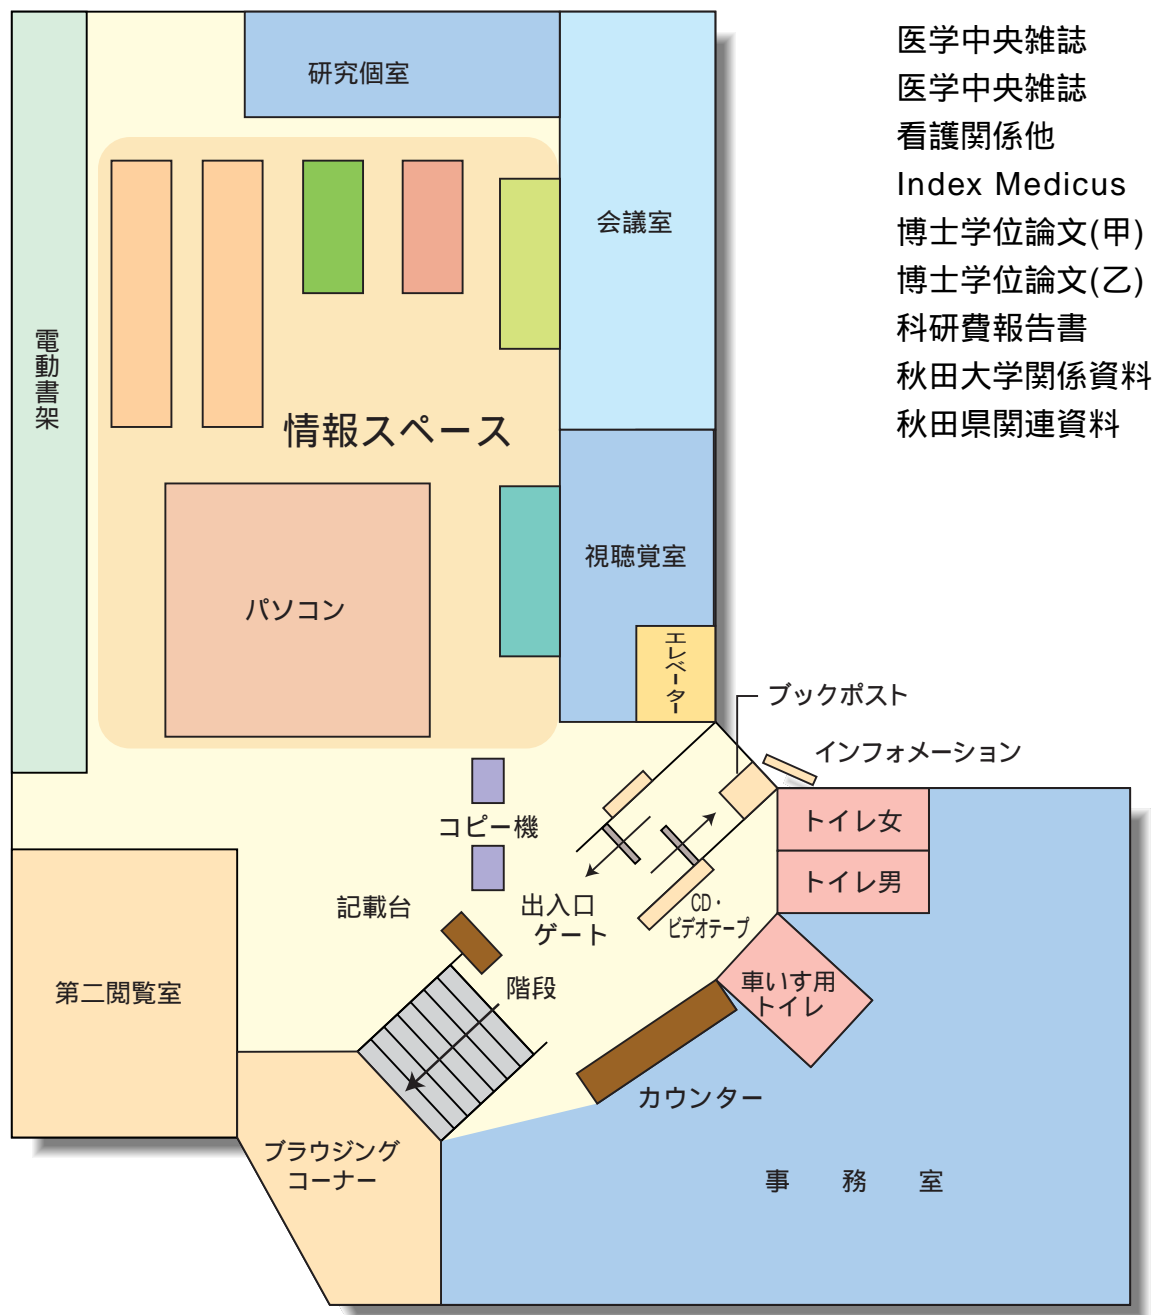 医学中央雑誌
医学中央雑誌
看護関係他
Index Medicus
博士学位論文(甲)
博士学位論文(乙)
科研費報告書
秋田大学関係資料
秋田県関連資料
研究個室
会議室
電動書架
情報スペース
視聴覚室
パソコン
エレベーター
ブックポスト
インフォメーション
コピー機
トイレ女
トイレ男
記載台
出入口
ゲート
CD・
ビデオテープ
階段
車いす用
トイレ
第二閲覧室
カウンター
ブラウジング
コーナー
事務室